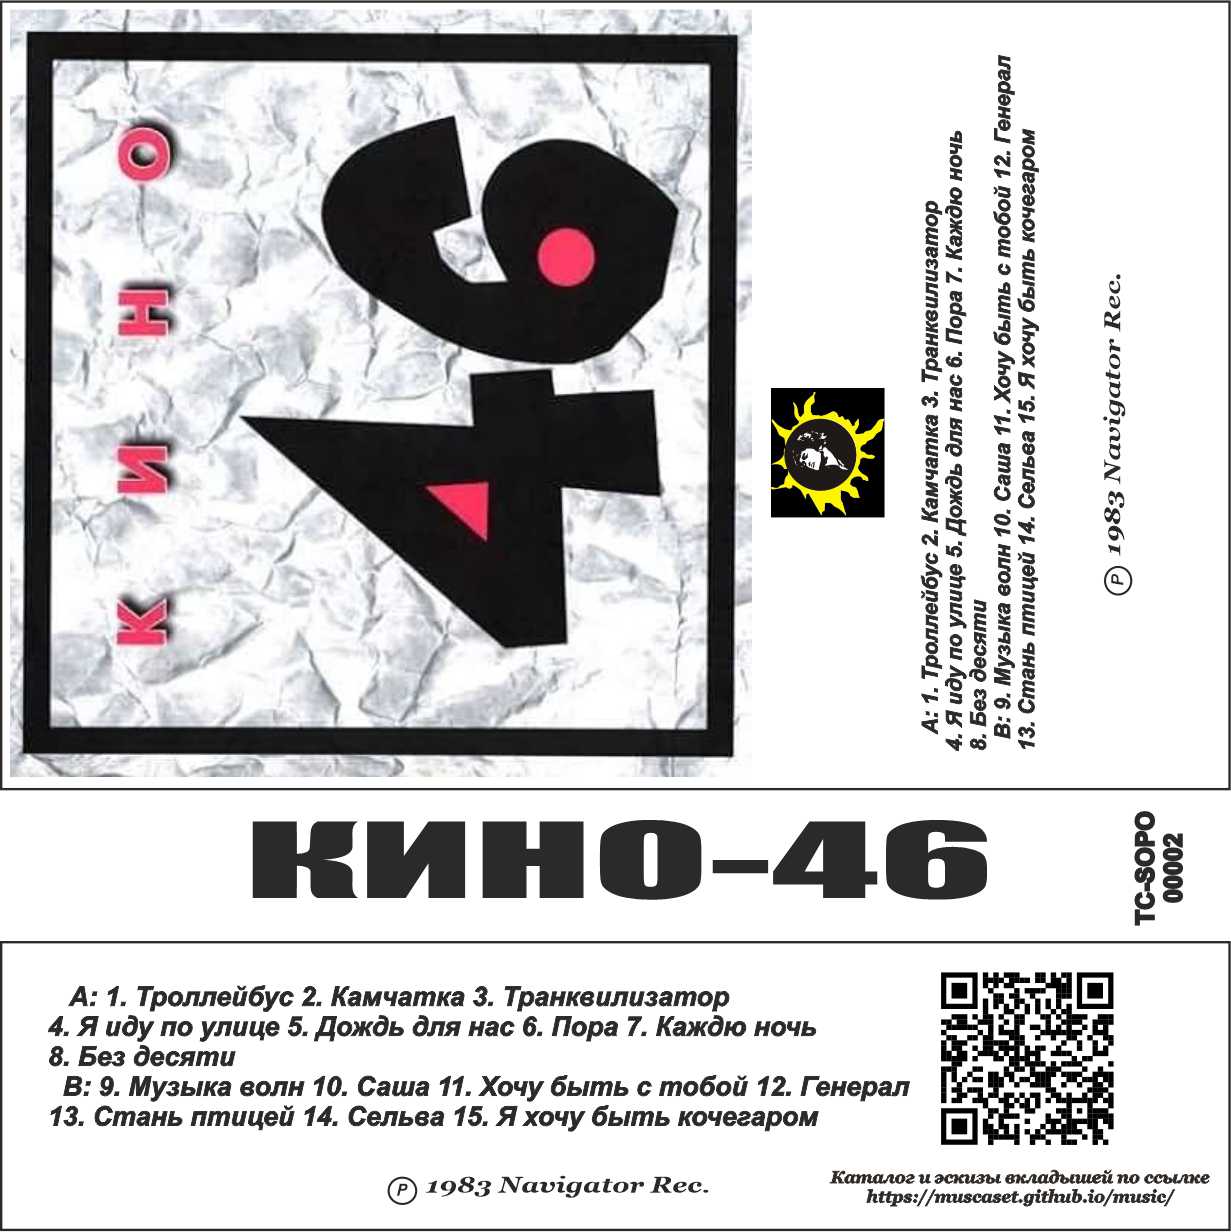 КИНО
46
А: 1. Троллейбус 2. Камчатка 3. Транквилизатор
4. Я иду по улице 5. Дождь для нас 6. Пора 7. Каждю ночь
8. Без десяти
В: 9. Музыка волн 10. Саша 11. Хочу быть с тобой 12. Генерал
13. Стань птицей 14. Сельва 15. Я хочу быть кочегаром
℗ 1983 Navigator Rec.
КИНО-46
TC-SOPO
00002
А: 1. Троллейбус 2. Камчатка 3. Транквилизатор
4. Я иду по улице 5. Дождь для нас 6. Пора 7. Каждю ночь
8. Без десяти
В: 9. Музыка волн 10. Саша 11. Хочу быть с тобой 12. Генерал
13. Стань птицей 14. Сельва 15. Я хочу быть кочегаром
℗ 1983 Navigator Rec.
Каталог и эскизы вкладышей по ссылке
https://muscaset.github.io/music/